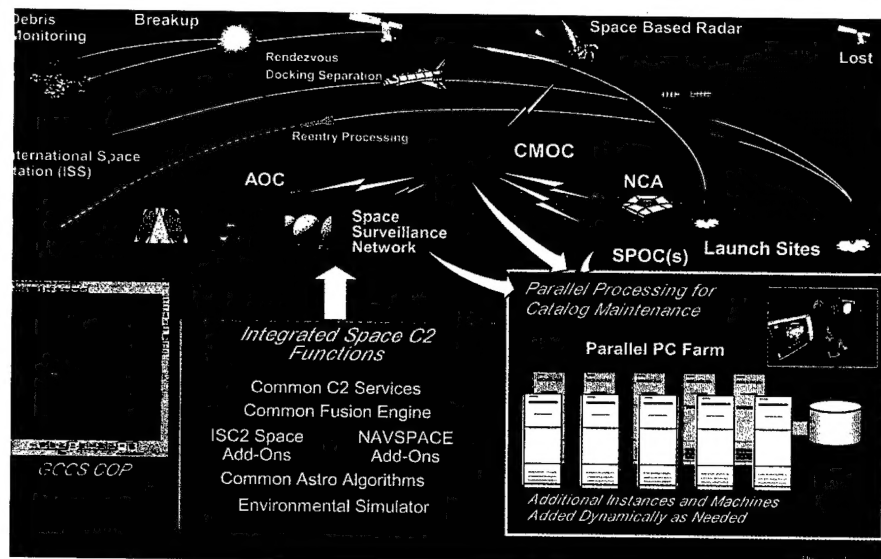 Debris
Monitoring
Breakup
Rendezvous
Docking Separation
Space Based Radar
Lost
Reentry Processing
International Space
Station (ISS)
CMOC
AOC
NCA
Space
Surveillance
Network
SPOC(s)
Launch Sites
Integrated Space C2
Functions
Common C2 Services
Common Fusion Engine
ISC2 Space
Add-Ons
NAVSPACE
Add-Ons
Common Astro Algorithms
Environmental Simulator
GCCS COP
Parallel Processing for
Catalog Maintenance
Parallel PC Farm
Additional Instances and Machines
Added Dynamically as Needed